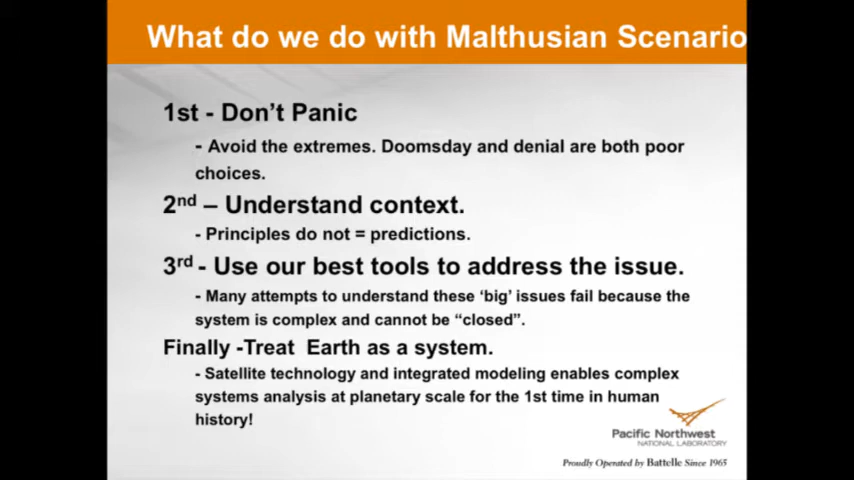 What do we do with Malthusian Scenario
1st - Don't Panic
- Avoid the extremes. Doomsday and denial are both poor
choices.
2nd – Understand context.
- Principles do not = predictions.
3rd - Use our best tools to address the issue.
- Many attempts to understand these ‘big’ issues fail because the
system is complex and cannot be “closed”.
Finally -Treat  Earth as a system.
- Satellite technology and integrated modeling enables complex
systems analysis at planetary scale for the 1st time in human
history!
Pacific Northwest
NATIONAL LABORATORY
Proudly Operated by Battelle Since 1965